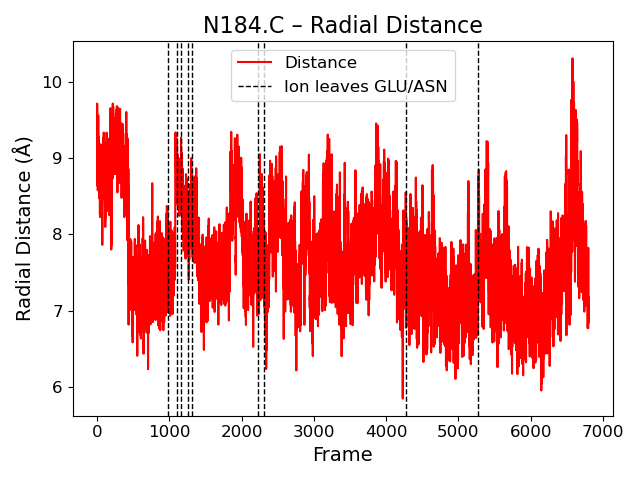 N184.C – Radial Distance
Distance
Ion leaves GLU/ASN
Radial Distance (Å)
10
9
8
7
6
0
1000
2000
3000
4000
5000
6000
7000
Frame